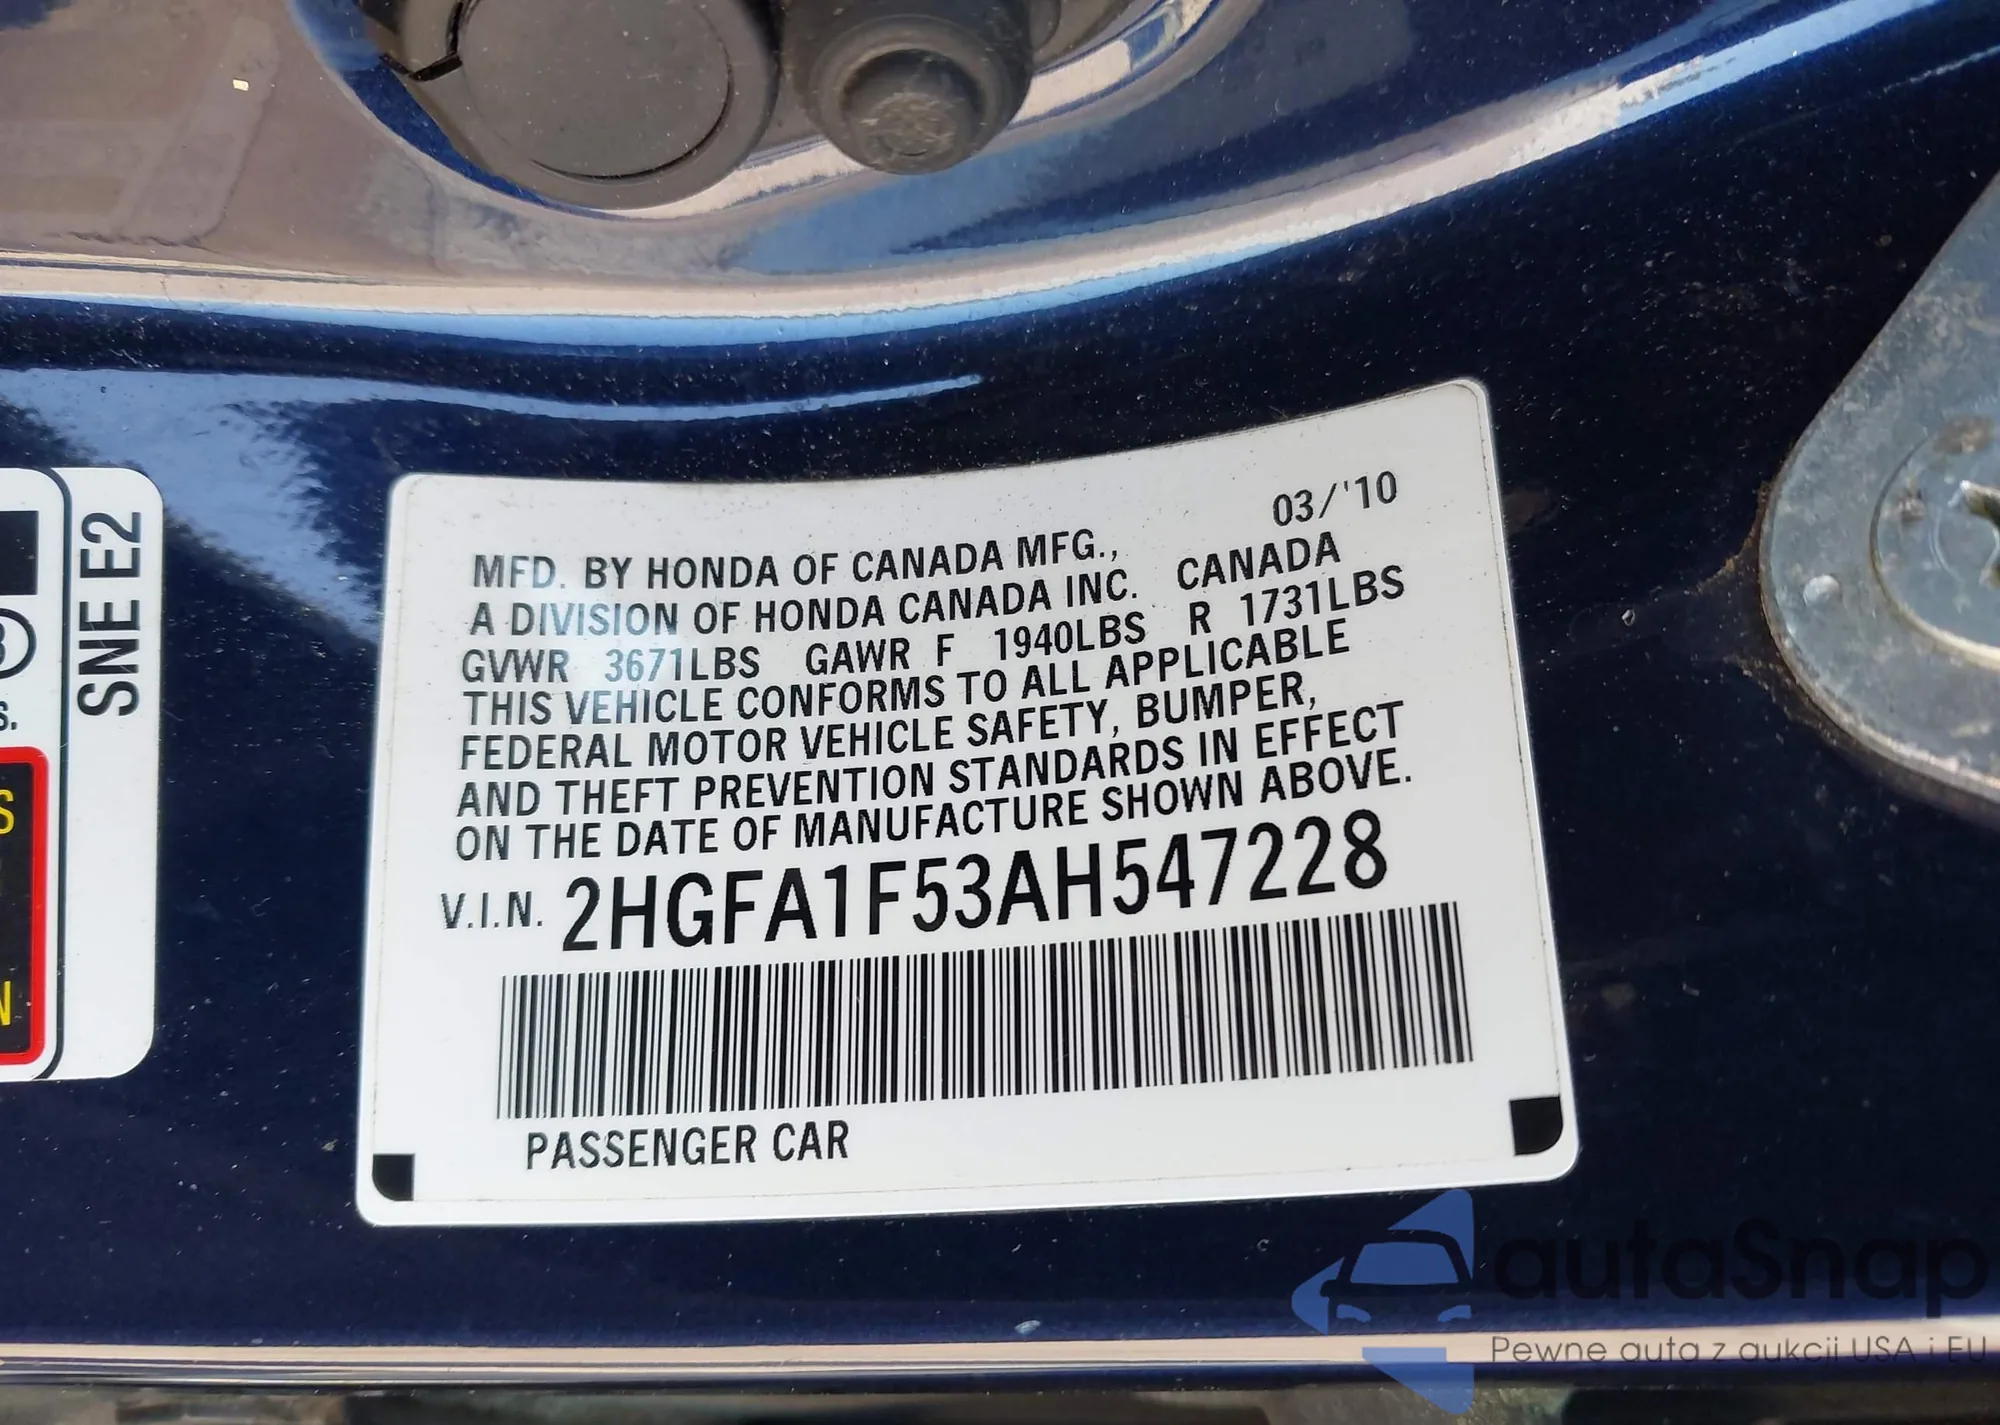 SNE E2
S.
S
N
03/'10
MFD. BY HONDA OF CANADA MFG.,
A DIVISION OF HONDA CANADA INC. CANADA
GVWR 3671LBS GAWR F 1940LBS R 1731LBS
THIS VEHICLE CONFORMS TO ALL APPLICABLE
FEDERAL MOTOR VEHICLE SAFETY, BUMPER,
AND THEFT PREVENTION STANDARDS IN EFFECT
ON THE DATE OF MANUFACTURE SHOWN ABOVE.
V.I.N. 2HGFA1F53AH547228
PASSENGER CAR
autaSnap
Pewne auta z aukcji USA i EU